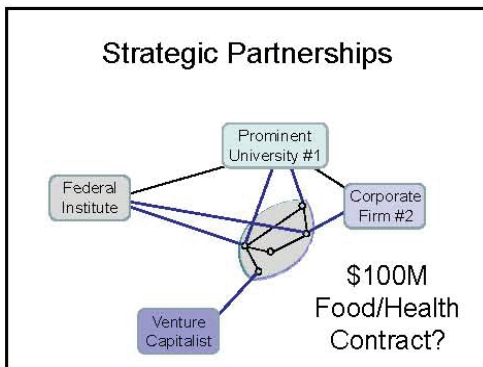 Strategic Partnerships
Prominent
University #1
Federal
Institute
Corporate
Firm #2
$100M
Food/Health
Contract?
Venture
Capitalist